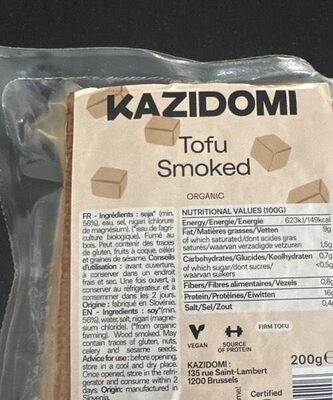 KAZIDOMI
Tofu
Smoked
ORGANIC
FR - Ingrédients : soja* (min.
56%), eau, sel, nigari (chlorure
de magnésium). (*issu de l'agri-
culture biologique). Fumé au
bois. Peut contenir des traces
de gluten, fruits à coque, céleri
et graines de sésame. Conseils
d'utilisation : avant ouverture,
à conserver dans un endroit
frais et sec. Une fois ouvert, à
conserver au réfrigérateur et à
consommer dans les 2 jours.
Origine : fabriqué en Slovénie.
EN - Ingredients : soy*(min.
56%), water, salt, nigari (magne-
sium chloride). (*from organic
farming). Wood smoked. May
contain traces of gluten, nuts,
celery and sesame seeds.
Advice for use: before opening,
store in a cool and dry place.
Once opened, store in the refri-
gerator and consume within 2
days. Origin: manufactured in
Slovenia.
NUTRITIONAL VALUES (100G)
Energy/Énergie/Energie 623kJ/149kcal
Fat/Matières grasses/Vetten 9g
of which saturated/dont acides gras
saturés/waarvan verzadigde vetzuren 1,5g
Carbohydrates/Glucides/Koolhydraten 0,7g
of which sugar/dont sucres/ <0,5g
waarvan suikers
Fibers/Fibres alimentaires/Vezels 0,8g
Protein/Protéines/Eiwitten 16g
Salt/Sel/Zout 0,4
VEGAN
SOURCE
OF PROTEIN
FIRM TOFU
KAZIDOMI :
135 rue Saint-Lambert
1200 Brussels
200g e
Certified